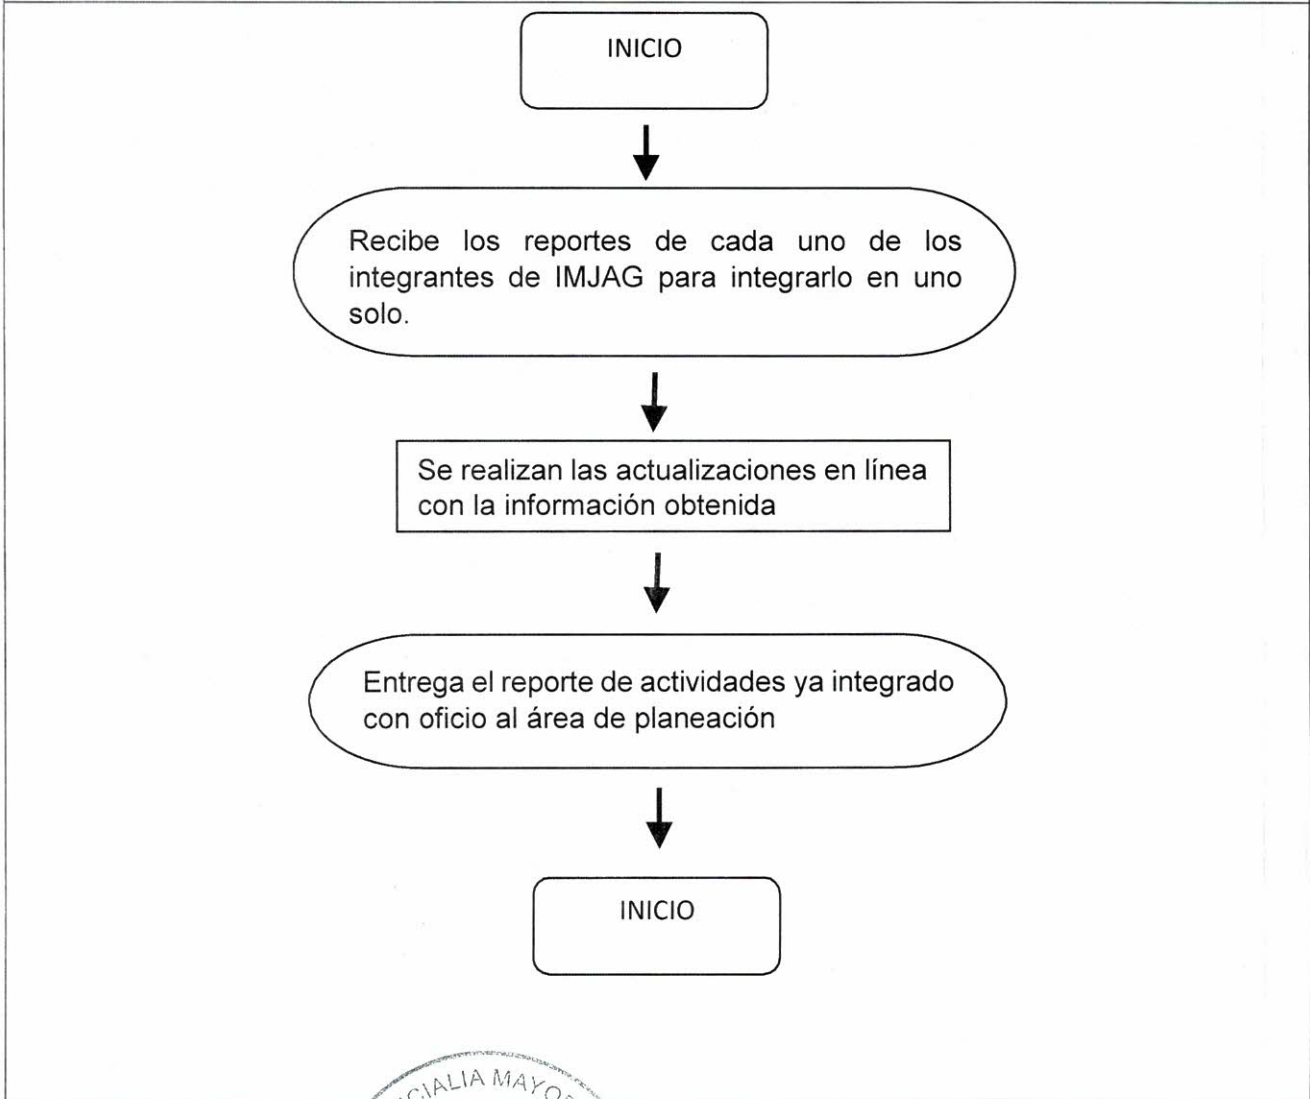 INICIO
Recibe los reportes de cada uno de los
integrantes de IMJAG para integrarlo en uno
solo.
Se realizan las actualizaciones en línea
con la información obtenida
Entrega el reporte de actividades ya integrado
con oficio al área de planeación
INICIO
CIALIA MAYO